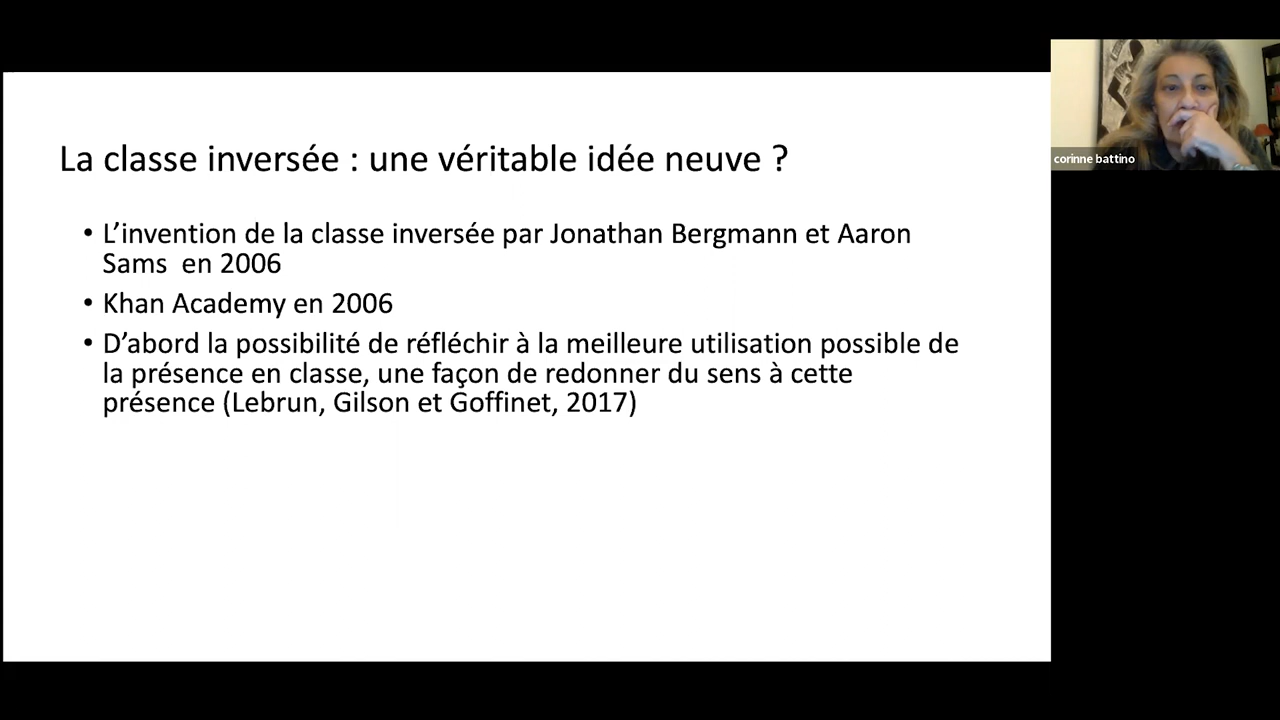 La classe inversée : une véritable idée neuve ?
• L’invention de la classe inversée par Jonathan Bergmann et Aaron
Sams  en 2006
• Khan Academy en 2006
• D’abord la possibilité de réfléchir à la meilleure utilisation possible de
la présence en classe, une façon de redonner du sens à cette
présence (Lebrun, Gilson et Goffinet, 2017)
corinne battino